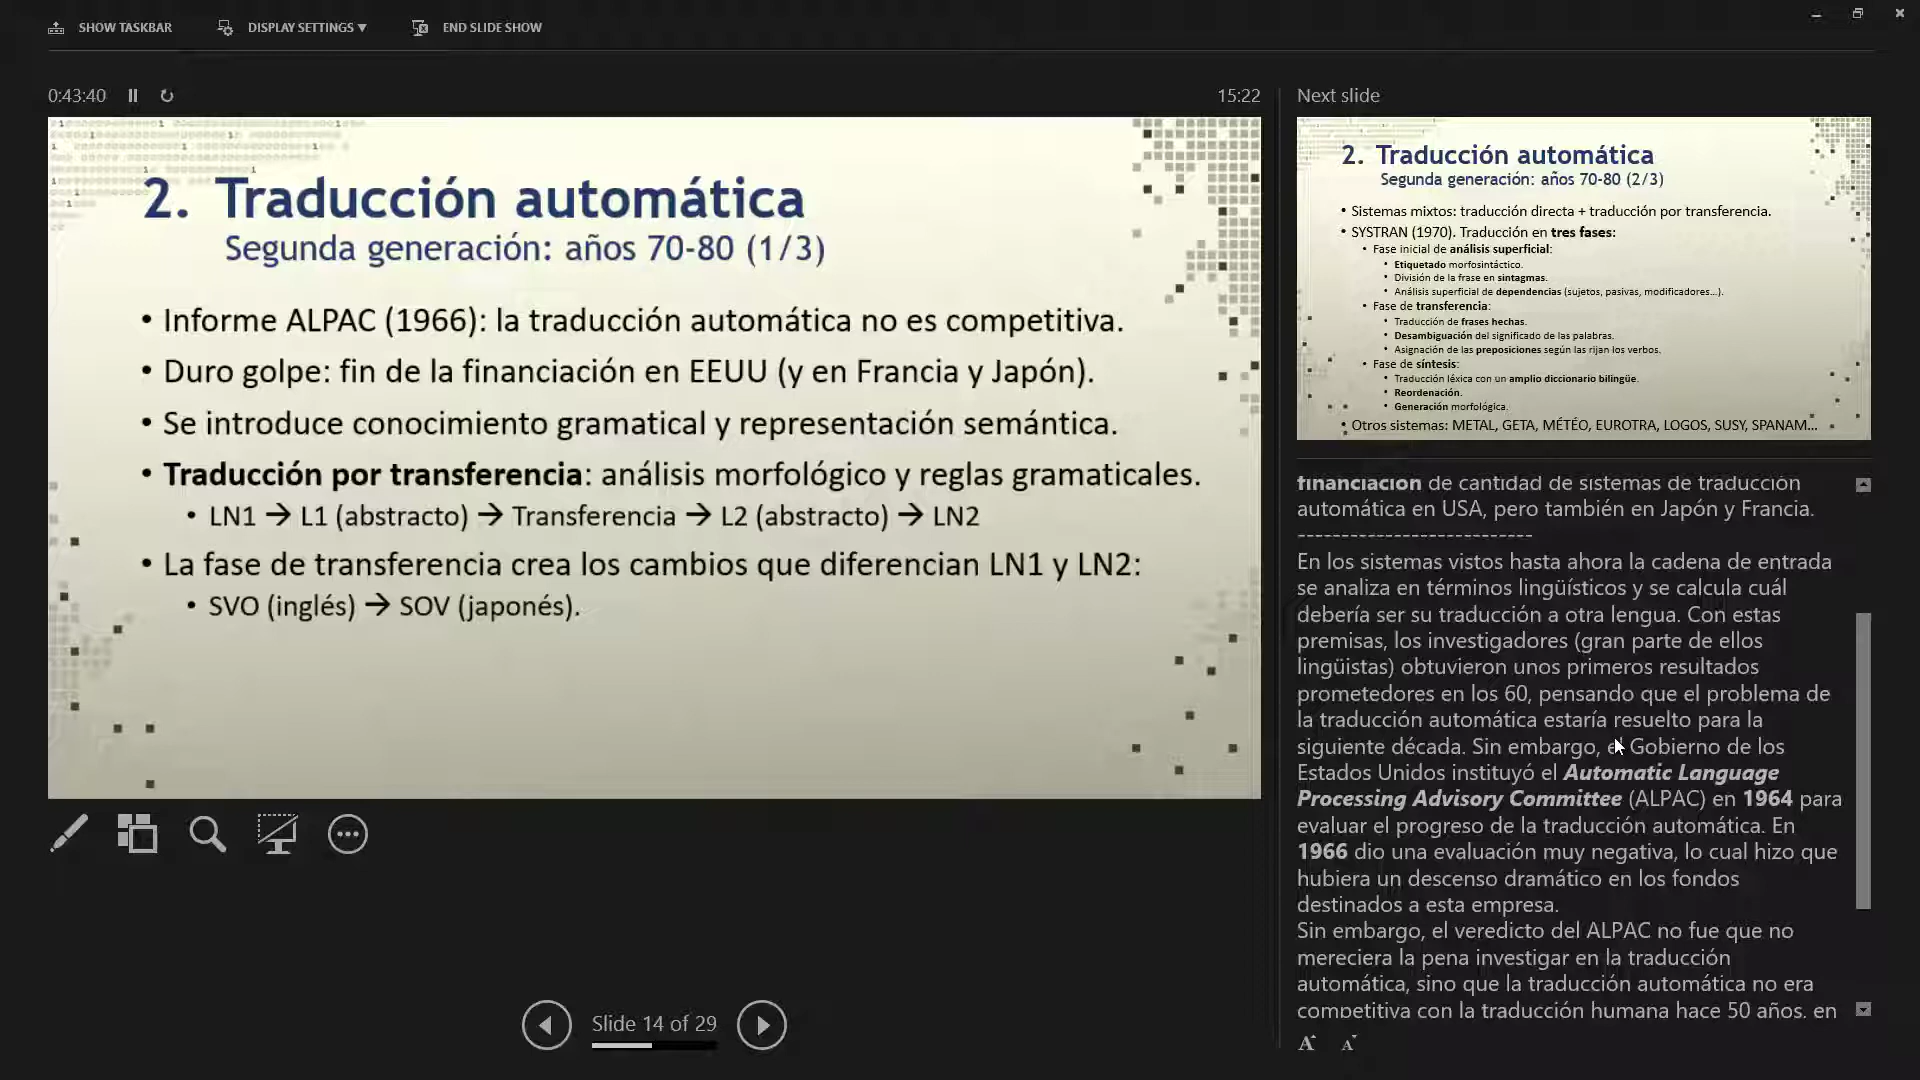 SHOW TASKBAR
DISPLAY SETTINGS ▼
END SLIDE SHOW
0:43:40
15:22
2. Traducción automática
Segunda generación: años 70-80 (1/3)
• Informe ALPAC (1966): la traducción automática no es competitiva.
• Duro golpe: fin de la financiación en EEUU (y en Francia y Japón).
• Se introduce conocimiento gramatical y representación semántica.
• Traducción por transferencia: análisis morfológico y reglas gramaticales.
• LN1 → L1 (abstracto) → Transferencia → L2 (abstracto) → LN2
• La fase de transferencia crea los cambios que diferencian LN1 y LN2:
• SVO (inglés) → SOV (japonés).
Slide 14 of 29
Next slide
2. Traducción automática
Segunda generación: años 70-80 (2/3)
• Sistemas mixtos: traducción directa + traducción por transferencia.
• SYSTRAN (1970). Traducción en tres fases:
• Fase inicial de análisis superficial:
• Etiquetado morfosintáctico.
• División de la frase en sintagmas.
• Análisis superficial de dependencias (sujetos, pasivas, modificadores...).
• Fase de transferencia:
• Traducción de frases hechas.
• Desambiguación del significado de las palabras.
• Asignación de las preposiciones según las rijan los verbos.
• Fase de síntesis:
• Traducción léxica con un amplio diccionario bilingüe.
• Reordenación.
• Generación morfológica.
• Otros sistemas: METAL, GETA, MÉTÉO, EUROTRA, LOGOS, SUSY, SPANAM...
financiación de cantidad de sistemas de traducción
automática en USA, pero también en Japón y Francia.
---------------------------
En los sistemas vistos hasta ahora la cadena de entrada
se analiza en términos lingüísticos y se calcula cuál
debería ser su traducción a otra lengua. Con estas
premisas, los investigadores (gran parte de ellos
lingüistas) obtuvieron unos primeros resultados
prometedores en los 60, pensando que el problema de
la traducción automática estaría resuelto para la
siguiente década. Sin embargo, el Gobierno de los
Estados Unidos instituyó el Automatic Language
Processing Advisory Committee (ALPAC) en 1964 para
evaluar el progreso de la traducción automática. En
1966 dio una evaluación muy negativa, lo cual hizo que
hubiera un descenso dramático en los fondos
destinados a esta empresa.
Sin embargo, el veredicto del ALPAC no fue que no
mereciera la pena investigar en la traducción
automática, sino que la traducción automática no era
competitiva con la traducción humana hace 50 años, en
A A